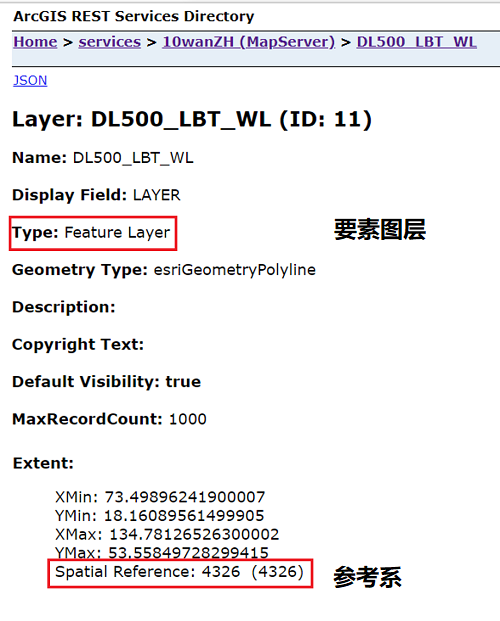 ArcGIS REST Services Directory
Home > services > 10wanZH (MapServer) > DL500_LBT_WL
JSON
Layer: DL500_LBT_WL (ID: 11)
Name: DL500_LBT_WL
Display Field: LAYER
Type: Feature Layer 要素图层
Geometry Type: esriGeometryPolyline
Description:
Copyright Text:
Default Visibility: true
MaxRecordCount: 1000
Extent:
XMin: 73.49896241900007
YMin: 18.16089561499905
XMax: 134.78126526300002
YMax: 53.55849728299415
Spatial Reference: 4326 (4326) 参考系